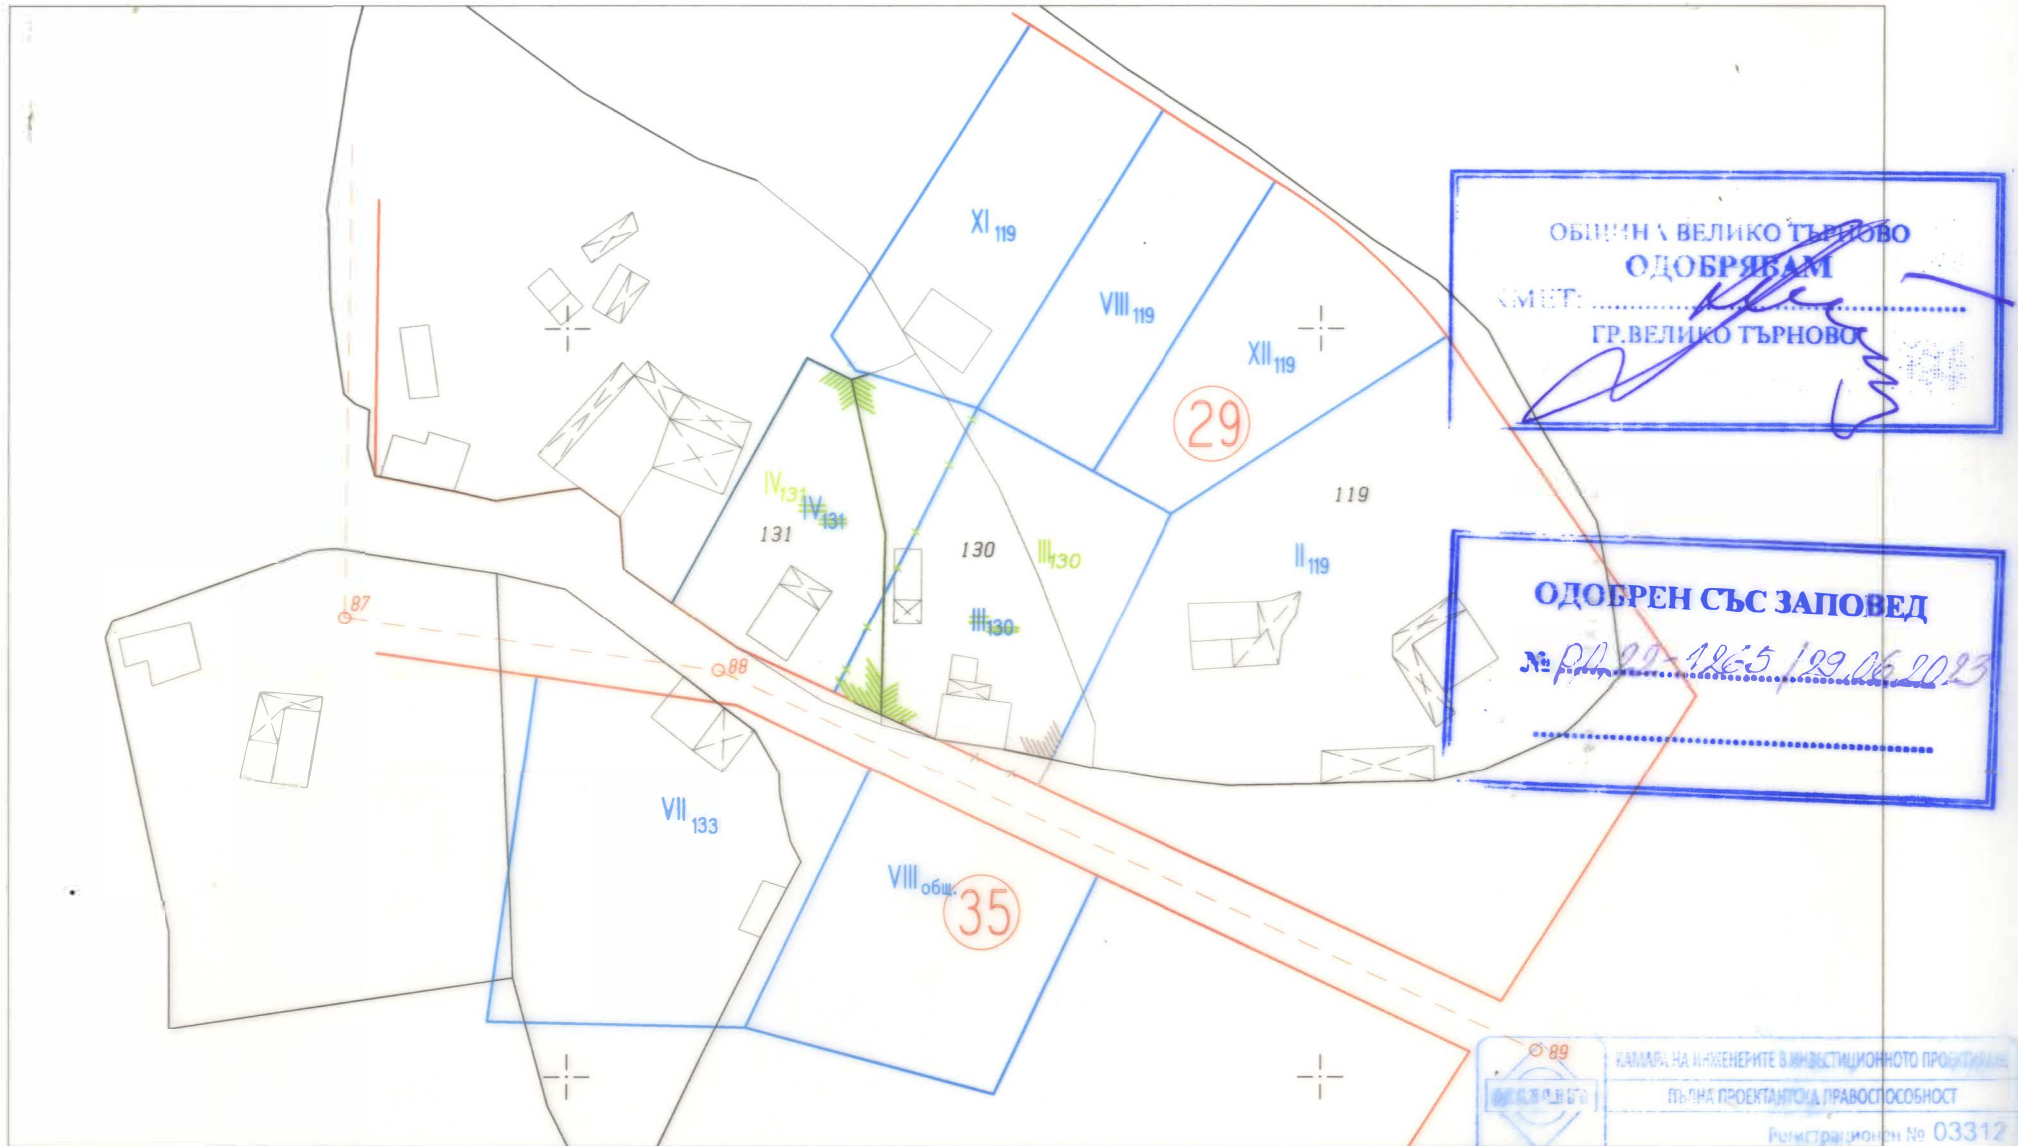 XI 119
VIII 119
XII 119
29
ОБЩИНА ВЕЛИКО ТЪРНОВО
ОДОБРЯВАМ
КМЕТ:
ГР.ВЕЛИКО ТЪРНОВО
IV 131
IV 131
131
130
III 130
III 130
119
II 119
ОДОБРЕН СЪС ЗАПОВЕД
№ РД 22-1265 / 29.06.2023
87
88
VII 133
VIII общ.
35
89
КАМАРА НА ИНЖЕНЕРИТЕ В ИНВЕСТИЦИОННОТО ПРОЕКТИРАНЕ
ПЪЛНА ПРОЕКТАНТСКА ПРАВОСПОСОБНОСТ
Регистрационен № 03312